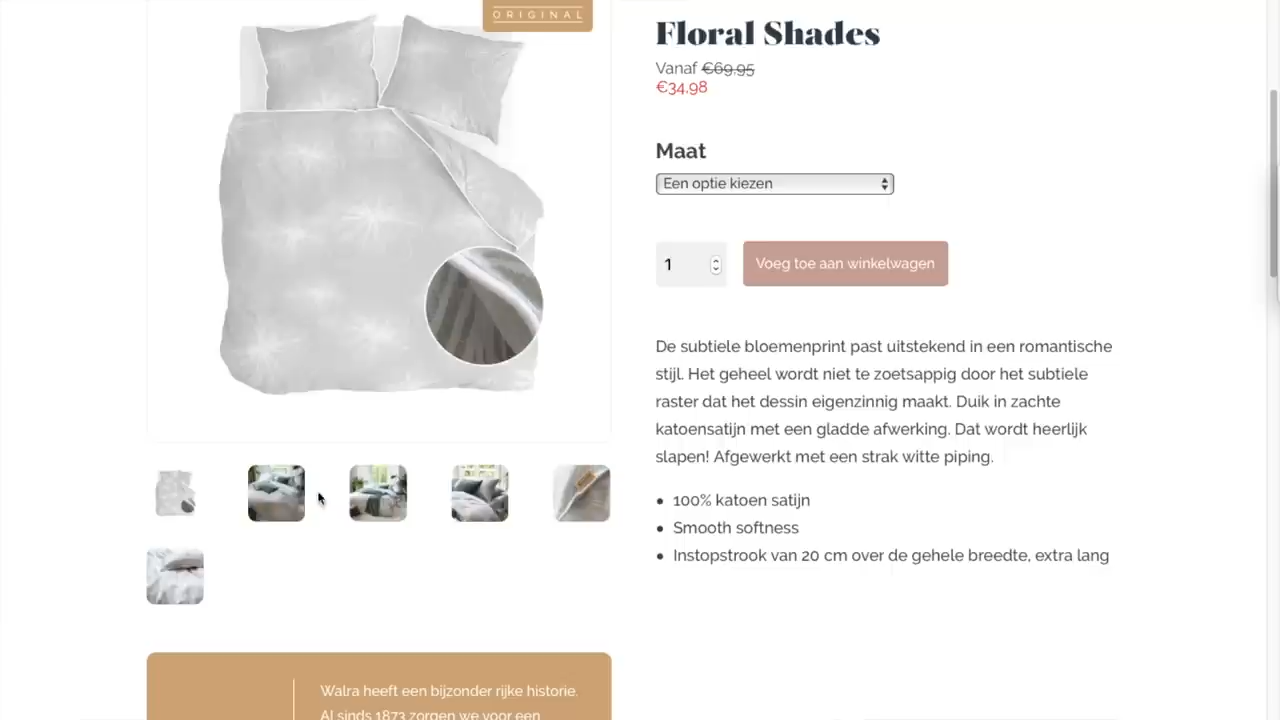 ORIGINAL
Floral Shades
Vanaf €69,95
€34,98
Maat
Een optie kiezen
1
Voeg toe aan winkelwagen
De subtiele bloemenprint past uitstekend in een romantische
stijl. Het geheel wordt niet te zoetsappig door het subtiele
raster dat het dessin eigenzinnig maakt. Duik in zachte
katoensatijn met een gladde afwerking. Dat wordt heerlijk
slapen! Afgewerkt met een strak witte piping.
• 100% katoen satijn
• Smooth softness
• Instopstrook van 20 cm over de gehele breedte, extra lang
Walra heeft een bijzonder rijke historie.
Al sinds 1873 zorgen we voor een